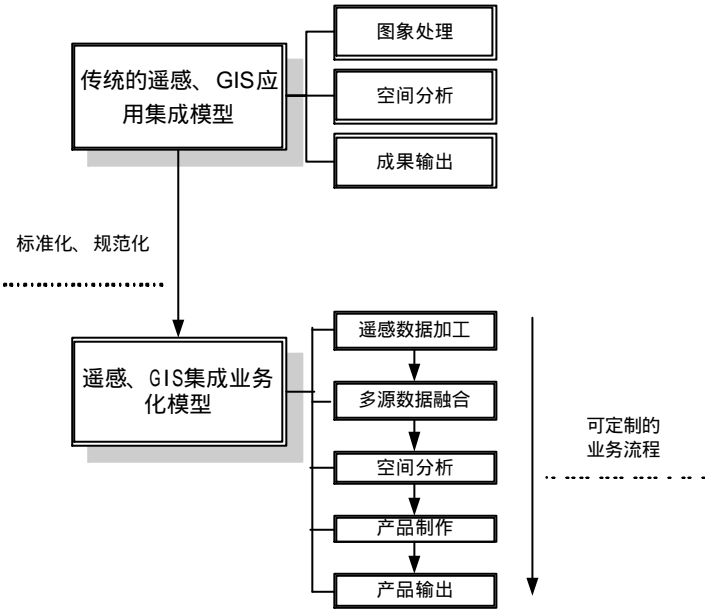 图象处理
传统的遥感、GIS应
用集成模型
空间分析
成果输出
标准化、规范化
遥感数据加工
遥感、GIS集成业务
化模型
多源数据融合
可定制的
业务流程
空间分析
产品制作
产品输出